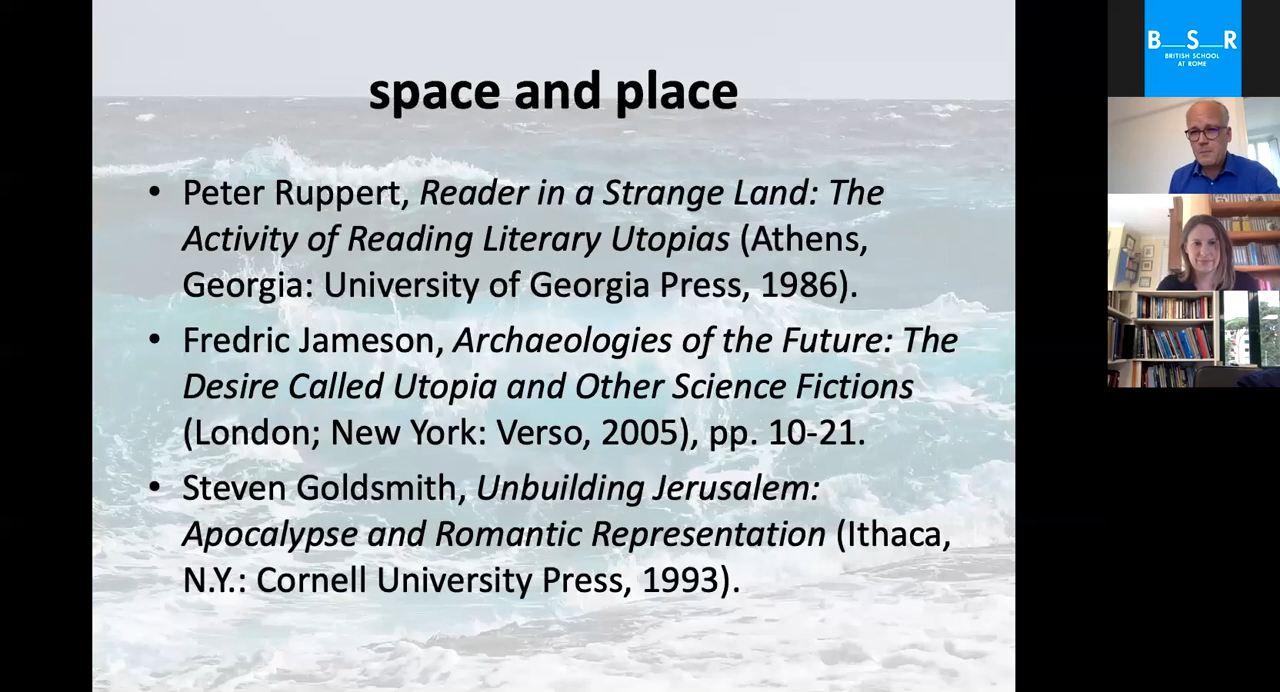 space and place
• Peter Ruppert, Reader in a Strange Land: The
Activity of Reading Literary Utopias (Athens,
Georgia: University of Georgia Press, 1986).
• Fredric Jameson, Archaeologies of the Future: The
Desire Called Utopia and Other Science Fictions
(London; New York: Verso, 2005), pp. 10-21.
• Steven Goldsmith, Unbuilding Jerusalem:
Apocalypse and Romantic Representation (Ithaca,
N.Y.: Cornell University Press, 1993).
B__S__R
BRITISH SCHOOL
AT ROME